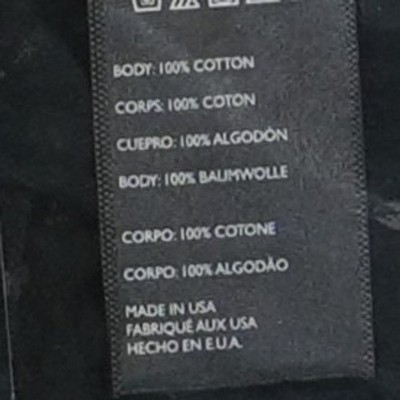 BODY: 100% COTTON
CORPS: 100% COTON
CUEPRO: 100% ALGODÓN
BODY: 100% BAUMWOLLE
CORPO: 100% COTONE
CORPO: 100% ALGODÃO
MADE IN USA
FABRIQUÉ AUX USA
HECHO EN E.U.A.